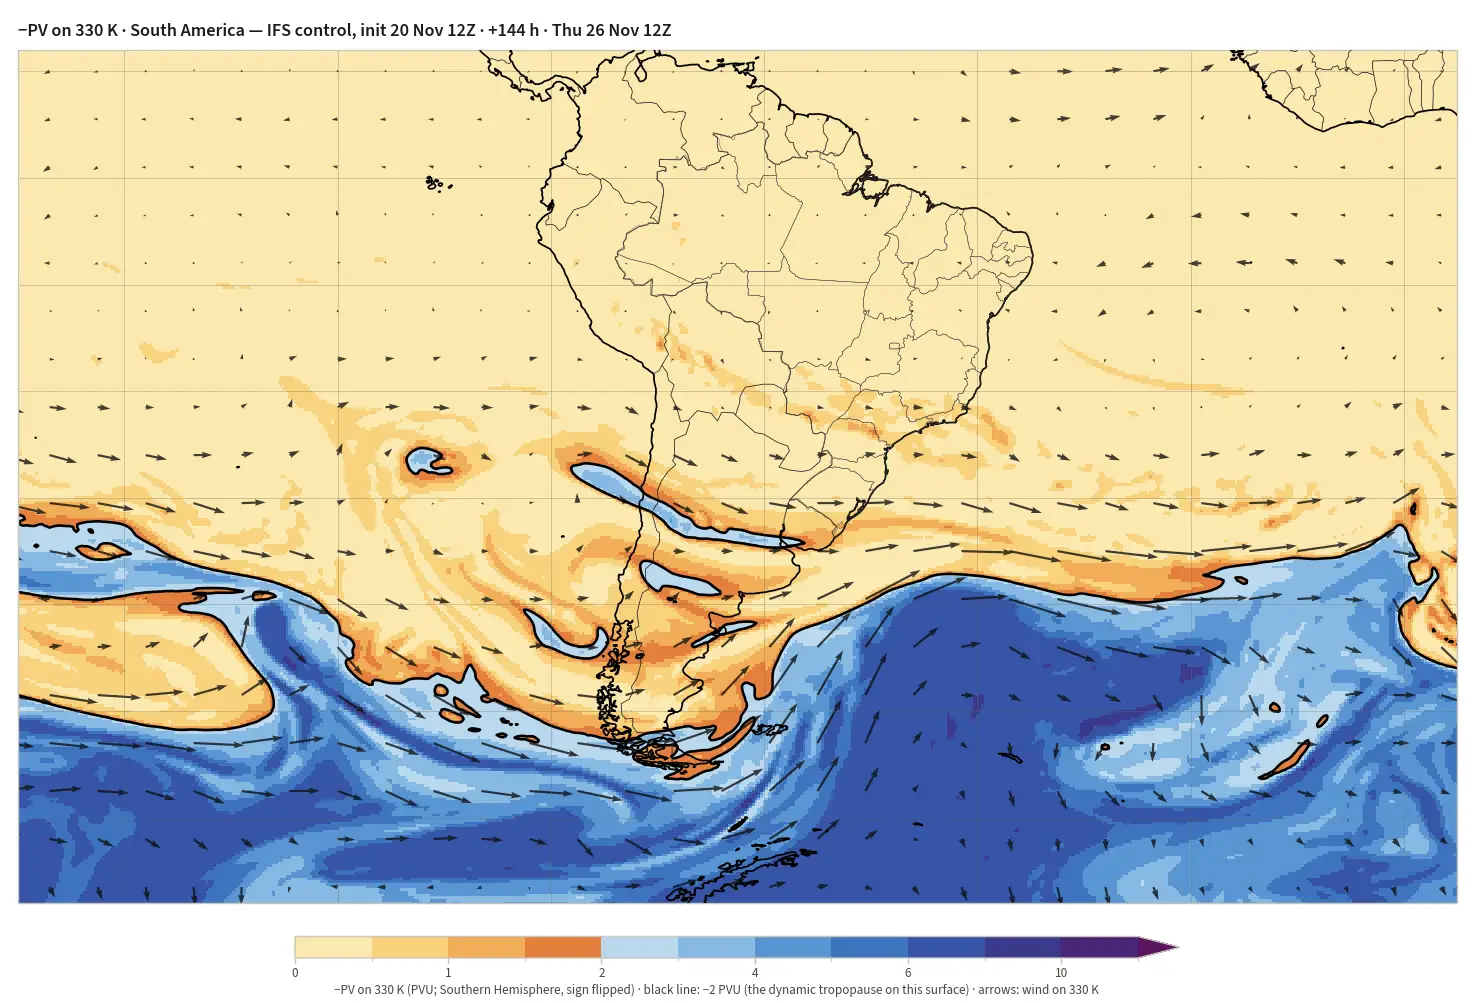 −PV on 330 K · South America — IFS control, init 20 Nov 12Z · +144 h · Thu 26 Nov 12Z
0 1 2 4 6 10
−PV on 330 K (PVU; Southern Hemisphere, sign flipped) · black line: −2 PVU (the dynamic tropopause on this surface) · arrows: wind on 330 K